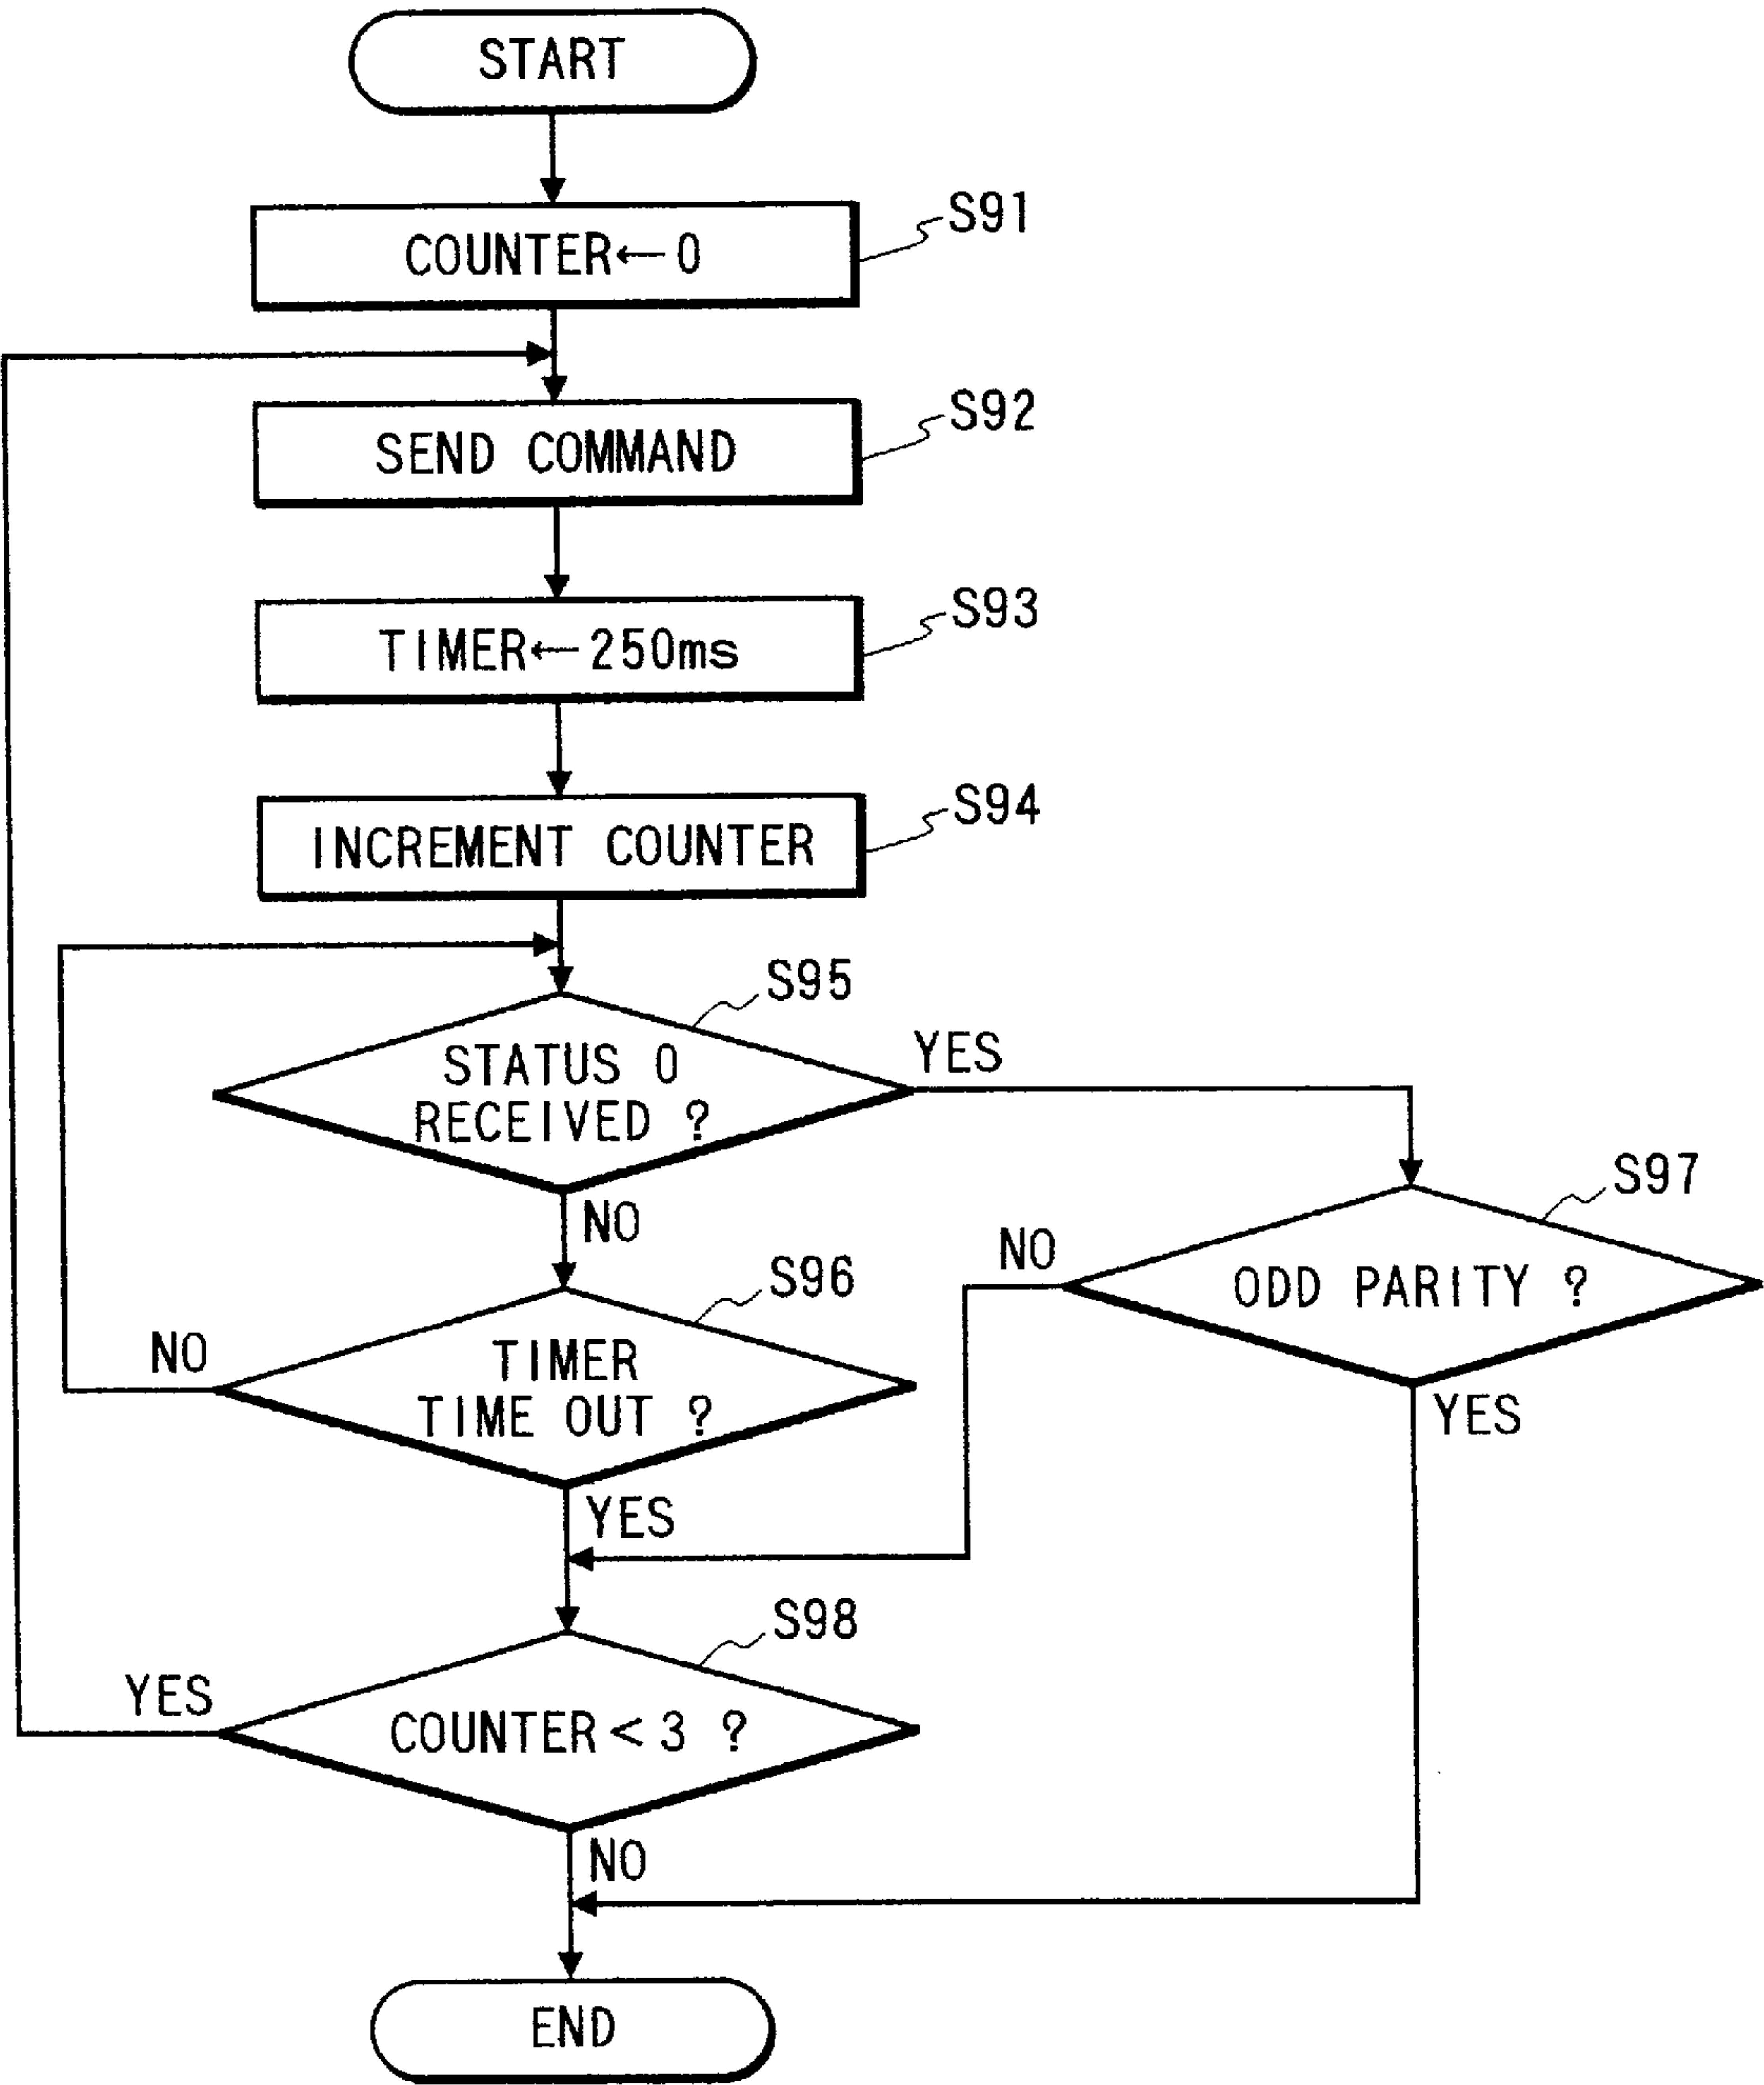 START
COUNTER←0
S91
SEND COMMAND
S92
TIMER←250ms
S93
INCREMENT COUNTER
S94
S95
STATUS 0
RECEIVED ?
YES
NO
S97
ODD PARITY ?
NO
YES
S96
TIMER
TIME OUT ?
NO
YES
S98
COUNTER<3 ?
YES
NO
END